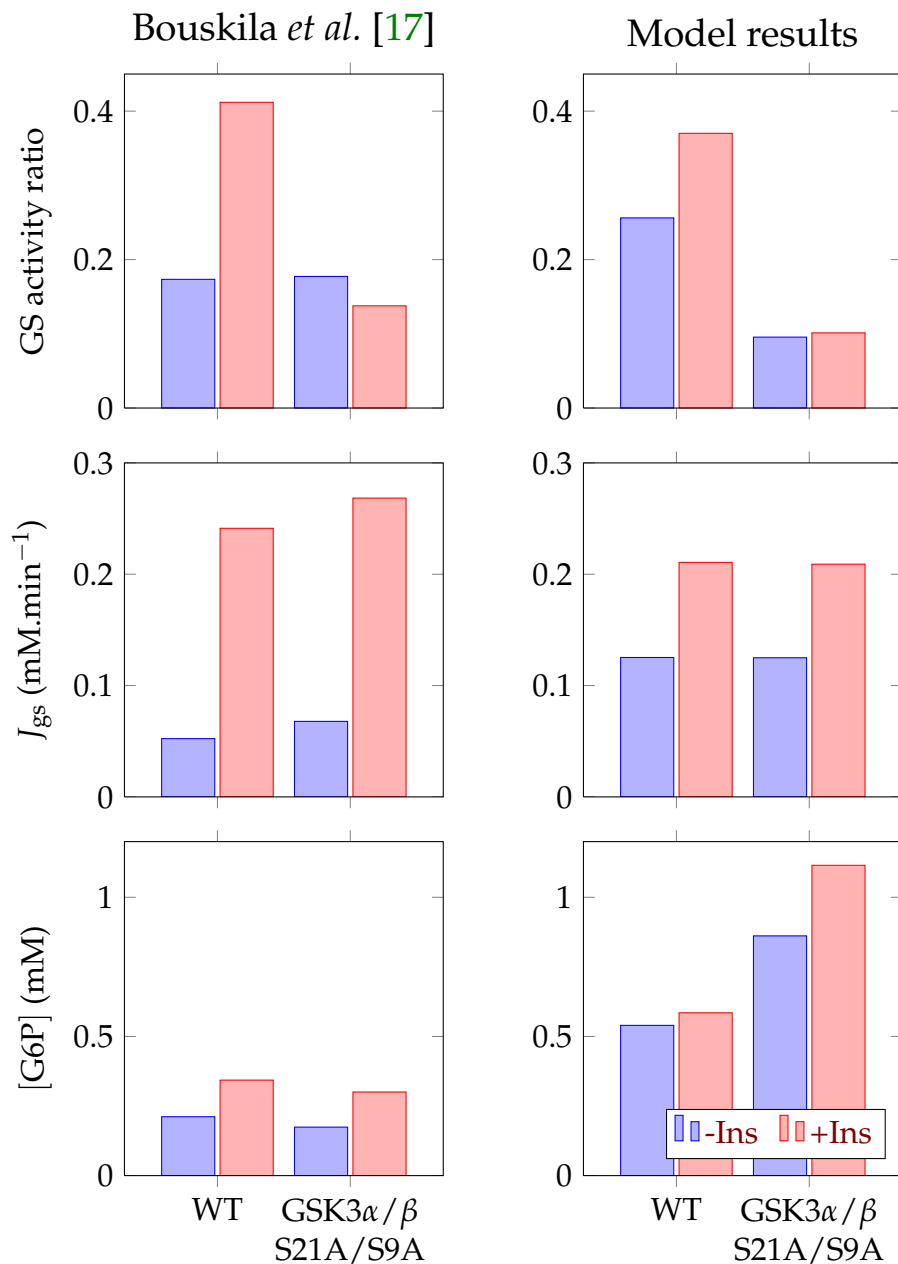 Bouskila et al. [17]
Model results
GS activity ratio
0.4
0.2
0
0.4
0.2
0
J_gs (mM.min⁻¹)
0.3
0.2
0.1
0
0.3
0.2
0.1
0
[G6P] (mM)
1
0.5
0
1
0.5
0
-Ins +Ins
WT
GSK3α/β
S21A/S9A
WT
GSK3α/β
S21A/S9A